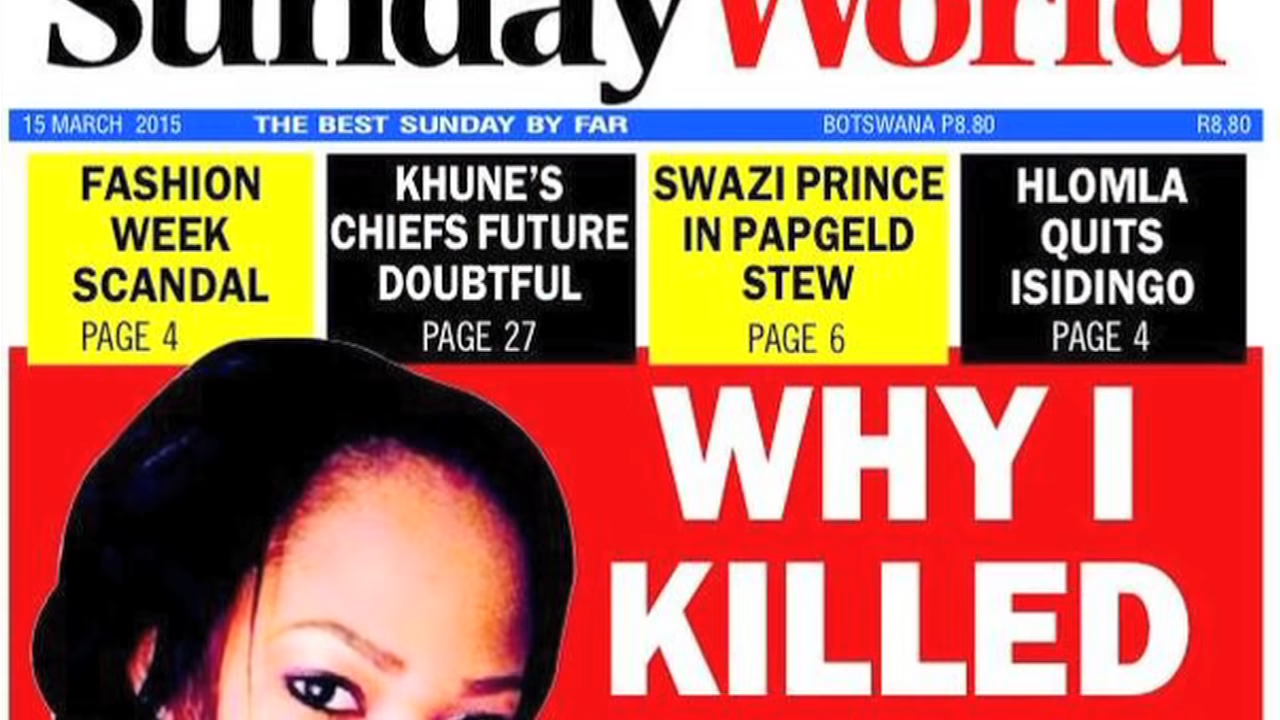 Sunday World
15 MARCH 2015 THE BEST SUNDAY BY FAR BOTSWANA P8.80 R8,80
FASHION
WEEK
SCANDAL
PAGE 4
KHUNE'S
CHIEFS FUTURE
DOUBTFUL
PAGE 27
SWAZI PRINCE
IN PAPGELD
STEW
PAGE 6
HLOMLA
QUITS
ISIDINGO
PAGE 4
WHY I
KILLED